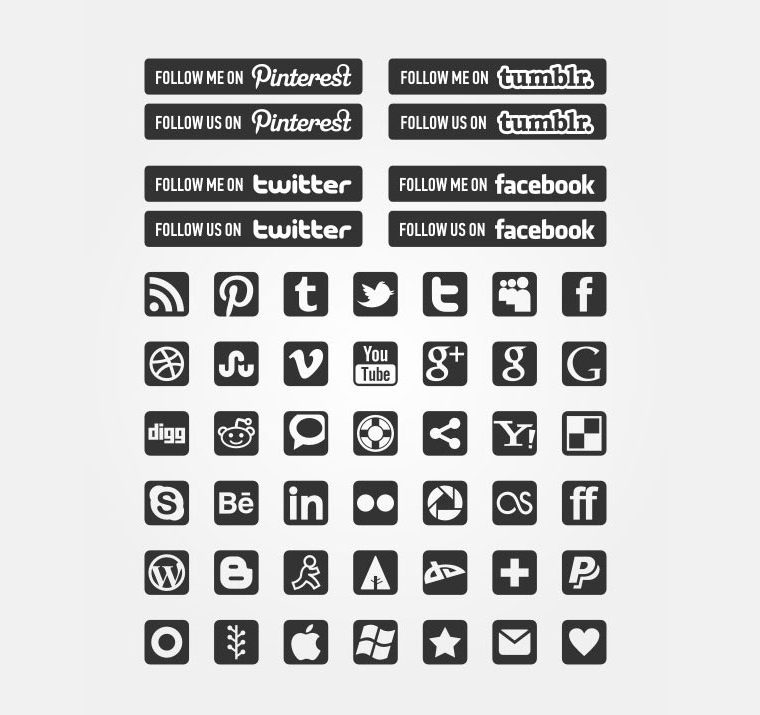 FOLLOW ME ON Pinterest
FOLLOW ME ON tumblr.
FOLLOW US ON Pinterest
FOLLOW US ON tumblr.
FOLLOW ME ON twitter
FOLLOW ME ON facebook
FOLLOW US ON twitter
FOLLOW US ON facebook
P t t f
V You Tube g+ g G
digg Y!
S Bē in as ff
W B da P